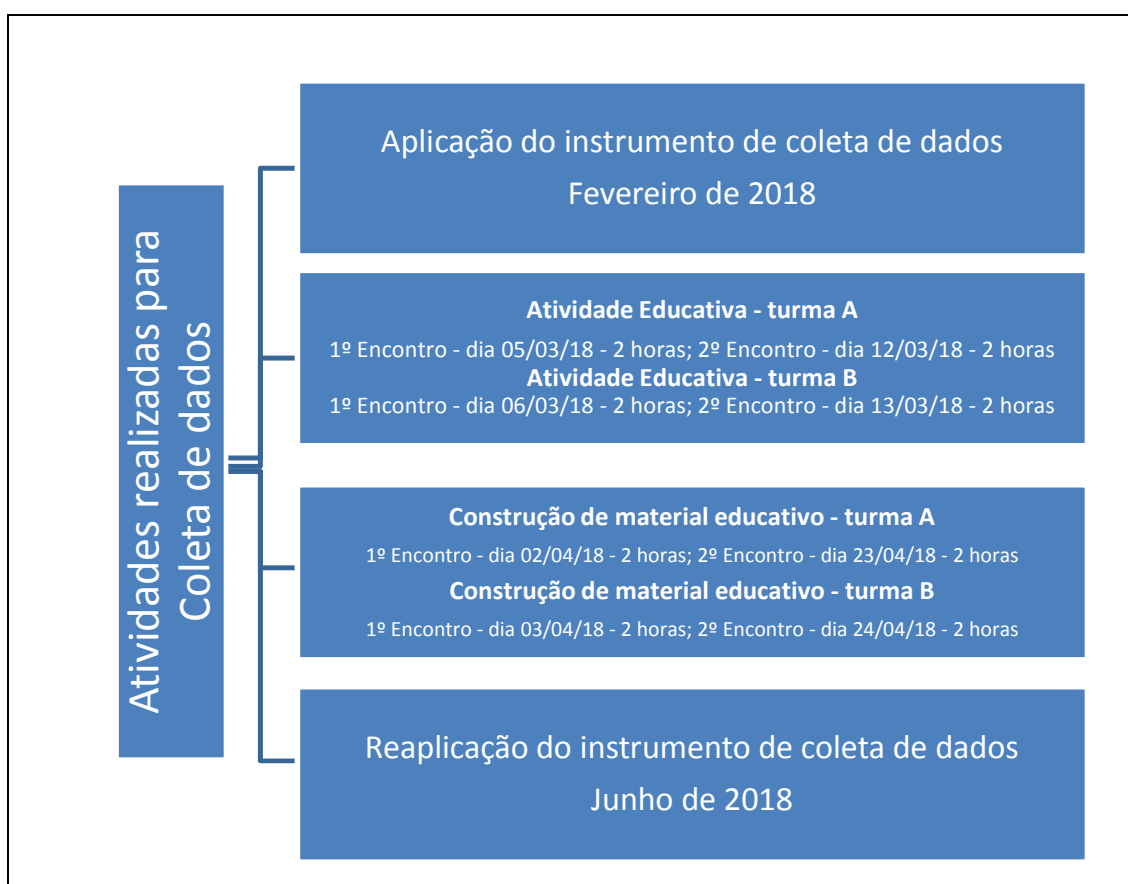 Atividades realizadas para
Coleta de dados
Aplicação do instrumento de coleta de dados
Fevereiro de 2018
Atividade Educativa - turma A
1º Encontro - dia 05/03/18 - 2 horas; 2º Encontro - dia 12/03/18 - 2 horas
Atividade Educativa - turma B
1º Encontro - dia 06/03/18 - 2 horas; 2º Encontro - dia 13/03/18 - 2 horas
Construção de material educativo - turma A
1º Encontro - dia 02/04/18 - 2 horas; 2º Encontro - dia 23/04/18 - 2 horas
Construção de material educativo - turma B
1º Encontro - dia 03/04/18 - 2 horas; 2º Encontro - dia 24/04/18 - 2 horas
Reaplicação do instrumento de coleta de dados
Junho de 2018